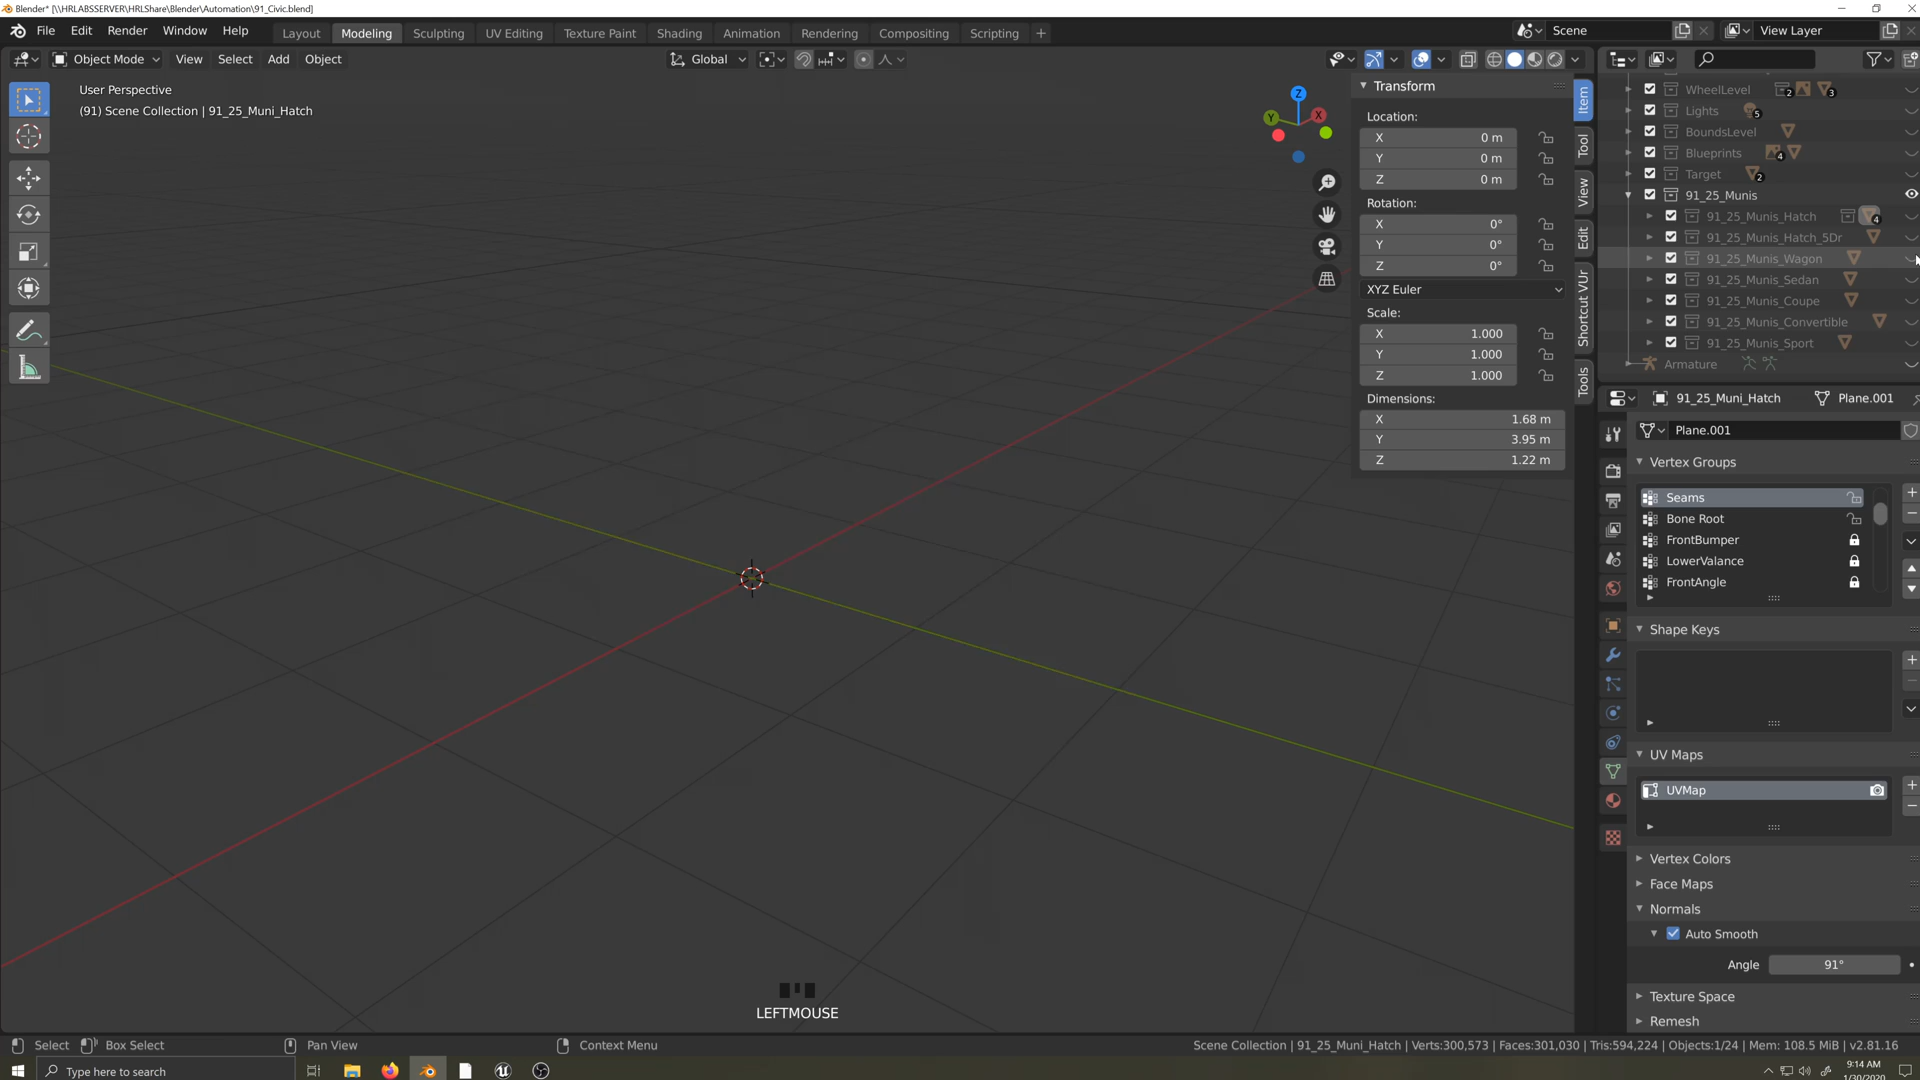 Blender* [\\HRLABSSERVER\HRLShare\Blender\Automation\91_Civic.blend]
File Edit Render Window Help Layout Modeling Sculpting UV Editing Texture Paint Shading Animation Rendering Compositing Scripting + Scene View Layer
Object Mode View Select Add Object Global
User Perspective
(91) Scene Collection | 91_25_Muni_Hatch
Z
Y
X
Transform
Location:
X 0 m
Y 0 m
Z 0 m
Rotation:
X 0°
Y 0°
Z 0°
XYZ Euler
Scale:
X 1.000
Y 1.000
Z 1.000
Dimensions:
X 1.68 m
Y 3.95 m
Z 1.22 m
Item
Tool
View
Edit
Shortcut VUr
Tools
WheelLevel 2 3
Lights 5
BoundsLevel
Blueprints 4
Target 2
91_25_Munis
91_25_Munis_Hatch 4
91_25_Munis_Hatch_5Dr
91_25_Munis_Wagon
91_25_Munis_Sedan
91_25_Munis_Coupe
91_25_Munis_Convertible
91_25_Munis_Sport
Armature
91_25_Muni_Hatch Plane.001
Plane.001
Vertex Groups
Seams
Bone Root
FrontBumper
LowerValance
FrontAngle
Shape Keys
UV Maps
UVMap
Vertex Colors
Face Maps
Normals
Auto Smooth
Angle 91°
Texture Space
Remesh
LEFTMOUSE
Select Box Select Pan View Context Menu Scene Collection | 91_25_Muni_Hatch | Verts:300,573 | Faces:301,030 | Tris:594,224 | Objects:1/24 | Mem: 108.5 MiB | v2.81.16
Type here to search
9:14 AM
1/30/2020